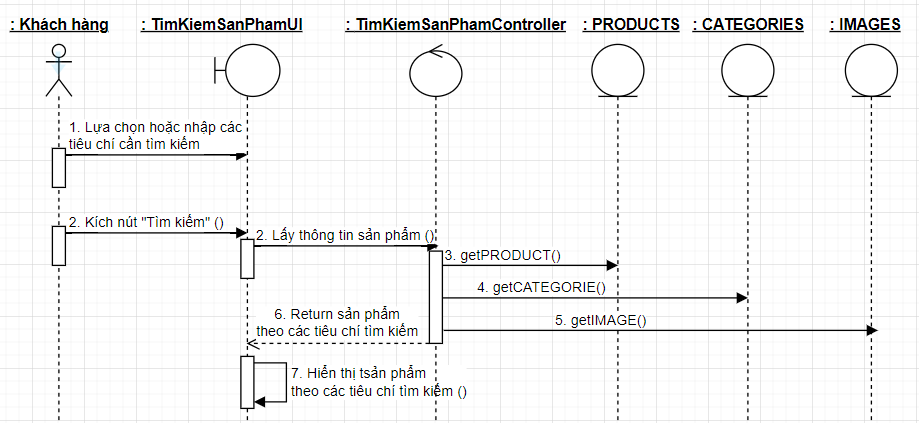 : Khách hàng
: TimKiemSanPhamUI
: TimKiemSanPhamController
: PRODUCTS
: CATEGORIES
: IMAGES
1. Lựa chọn hoặc nhập các
tiêu chí cần tìm kiếm
2. Kích nút "Tìm kiếm" ()
2. Lấy thông tin sản phẩm ()
3. getPRODUCT()
4. getCATEGORIE()
5. getIMAGE()
6. Return sản phẩm
theo các tiêu chí tìm kiếm
7. Hiển thị tsản phẩm
theo các tiêu chí tìm kiếm ()